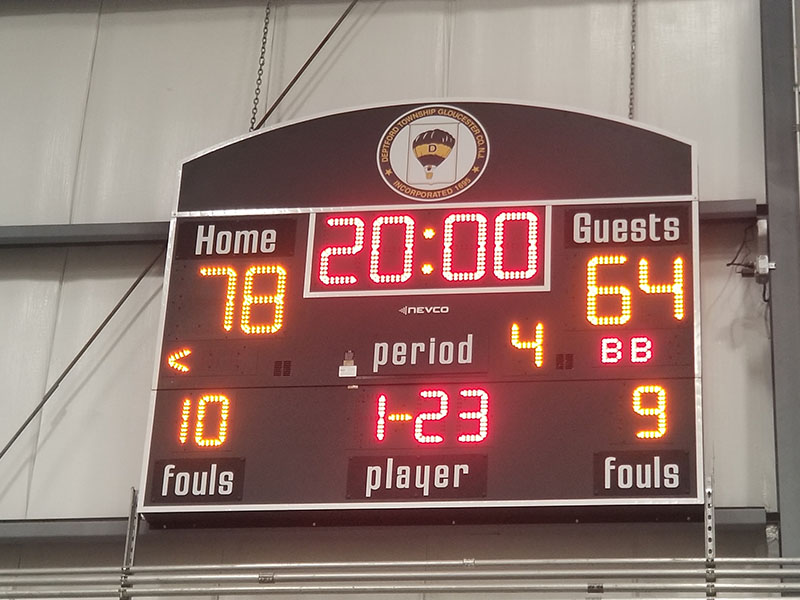 DEPTFORD TOWNSHIP GLOUCESTER CO. N.J.
D
INCORPORATED 1695
Home 20:00 Guests
78 64
NEVCO
< period 4 BB
10 1-23 9
fouls player fouls